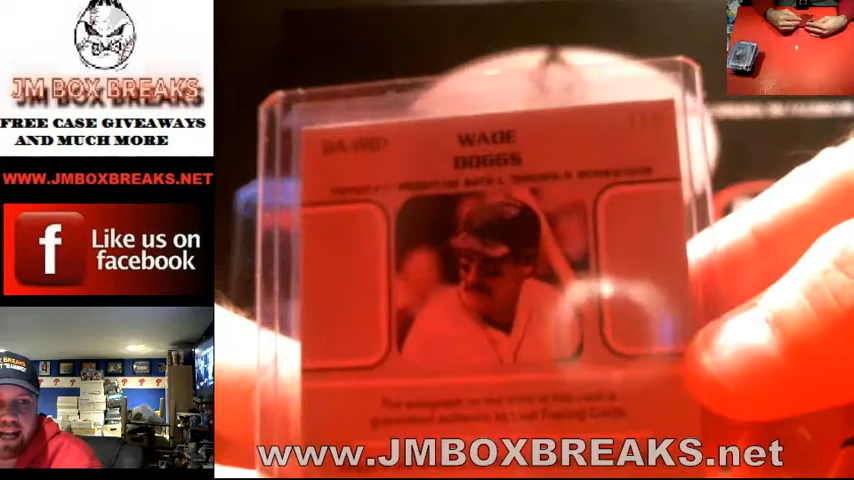 JM BOX BREAKS
FREE CASE GIVEAWAYS
AND MUCH MORE
WWW.JMBOXBREAKS.NET
f
Like us on
facebook
WADE
BOGGS
The autograph on the front of this card is
guaranteed authentic by Leaf Trading Cards
www.JMBOXBREAKS.net